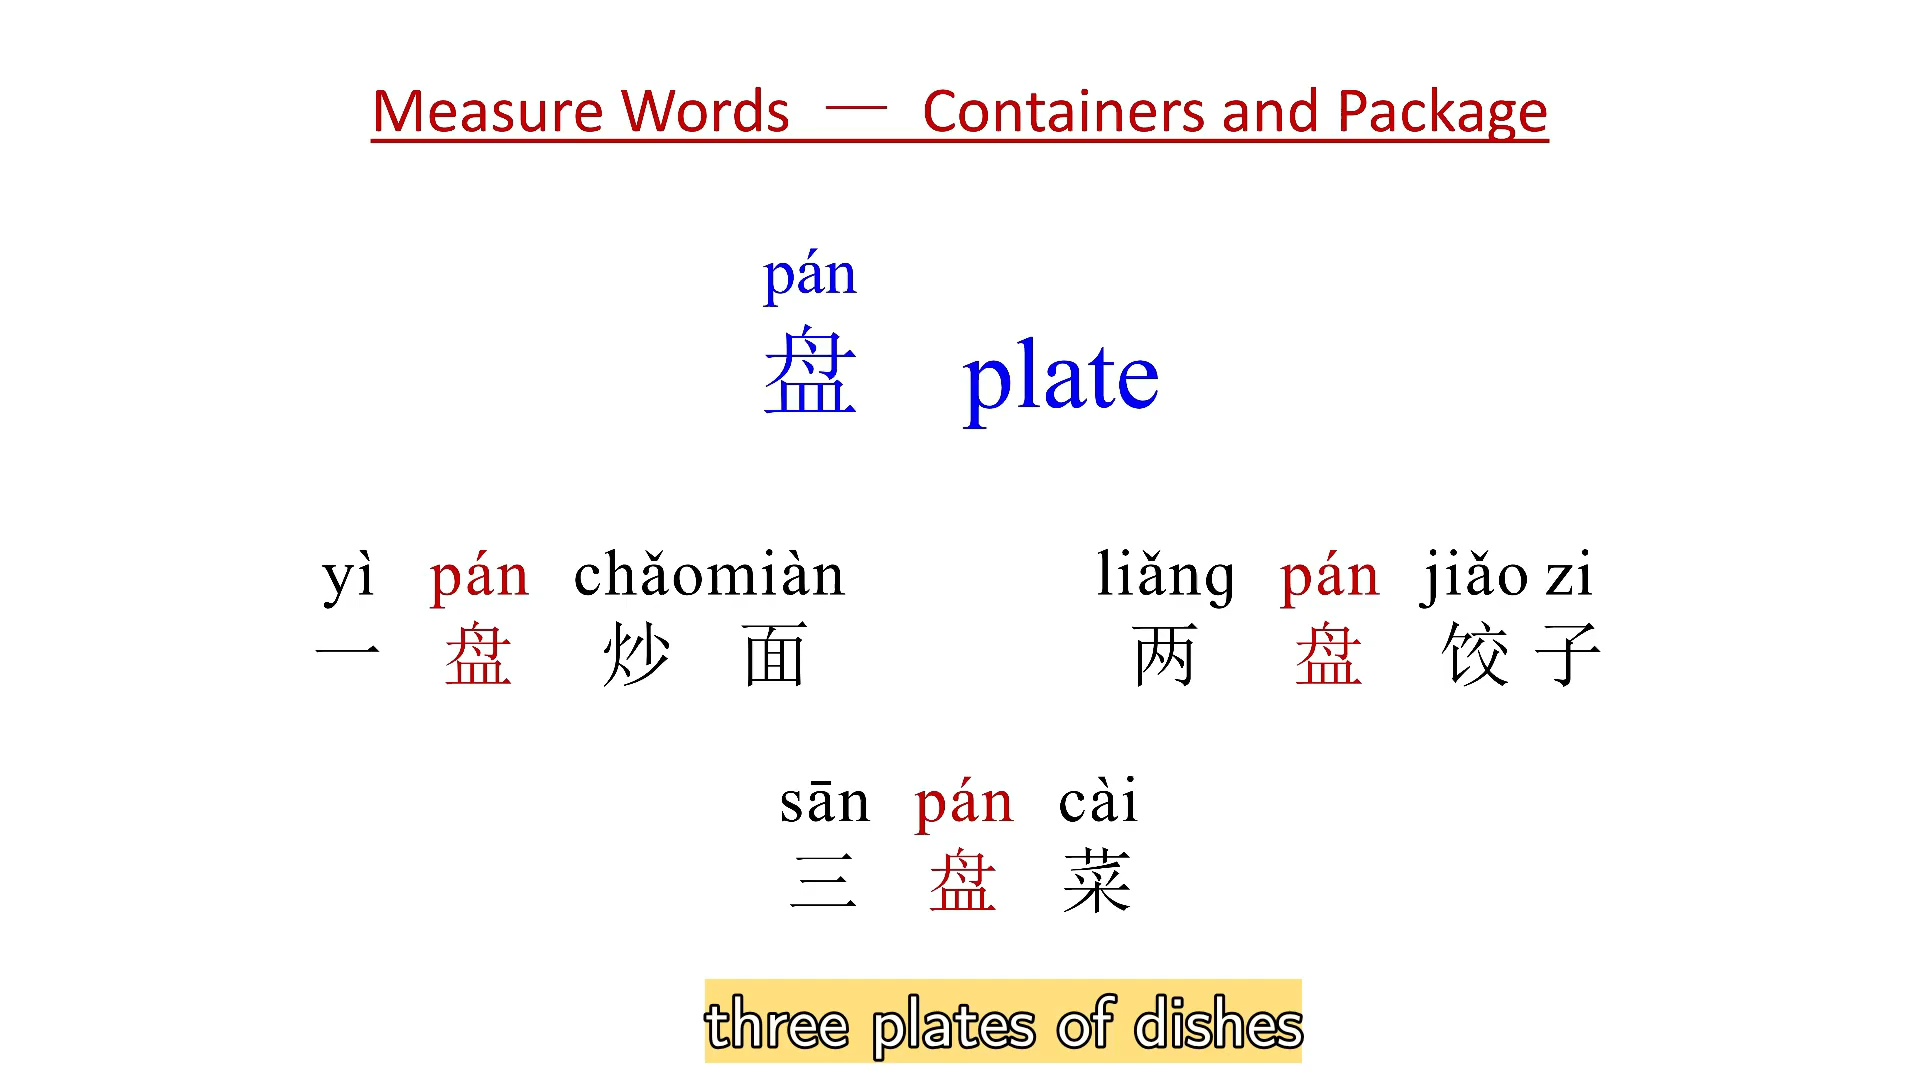 Measure Words — Containers and Package
pán
盘 plate
yì pán chǎomiàn liǎng pán jiǎo zi
一 盘 炒 面 两 盘 饺 子
sān pán cài
三 盘 菜
three plates of dishes